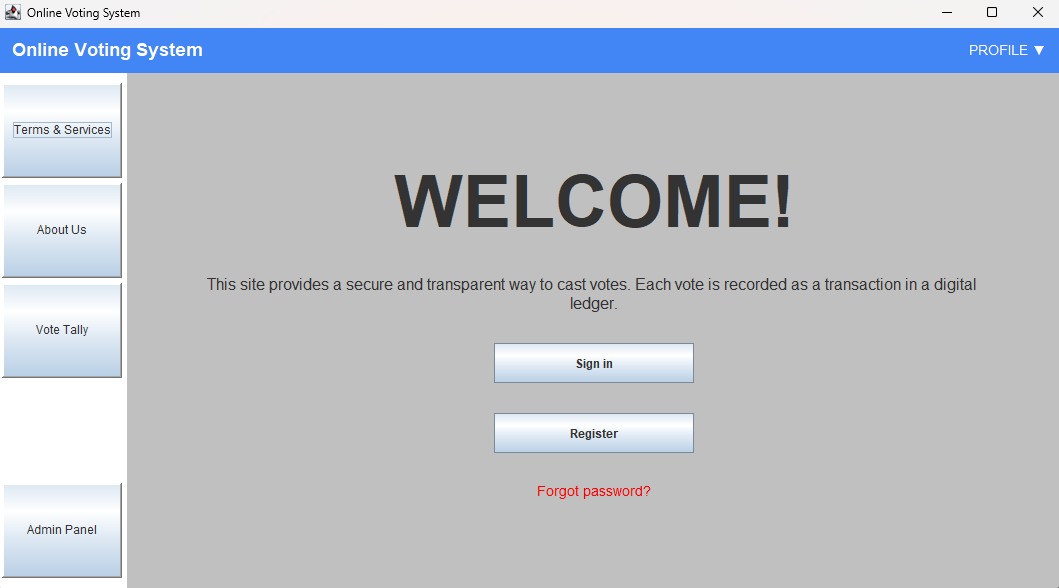 Online Voting System
Online Voting System
PROFILE ▼
Terms & Services
About Us
Vote Tally
Admin Panel
WELCOME!
This site provides a secure and transparent way to cast votes. Each vote is recorded as a transaction in a digital
ledger.
Sign in
Register
Forgot password?